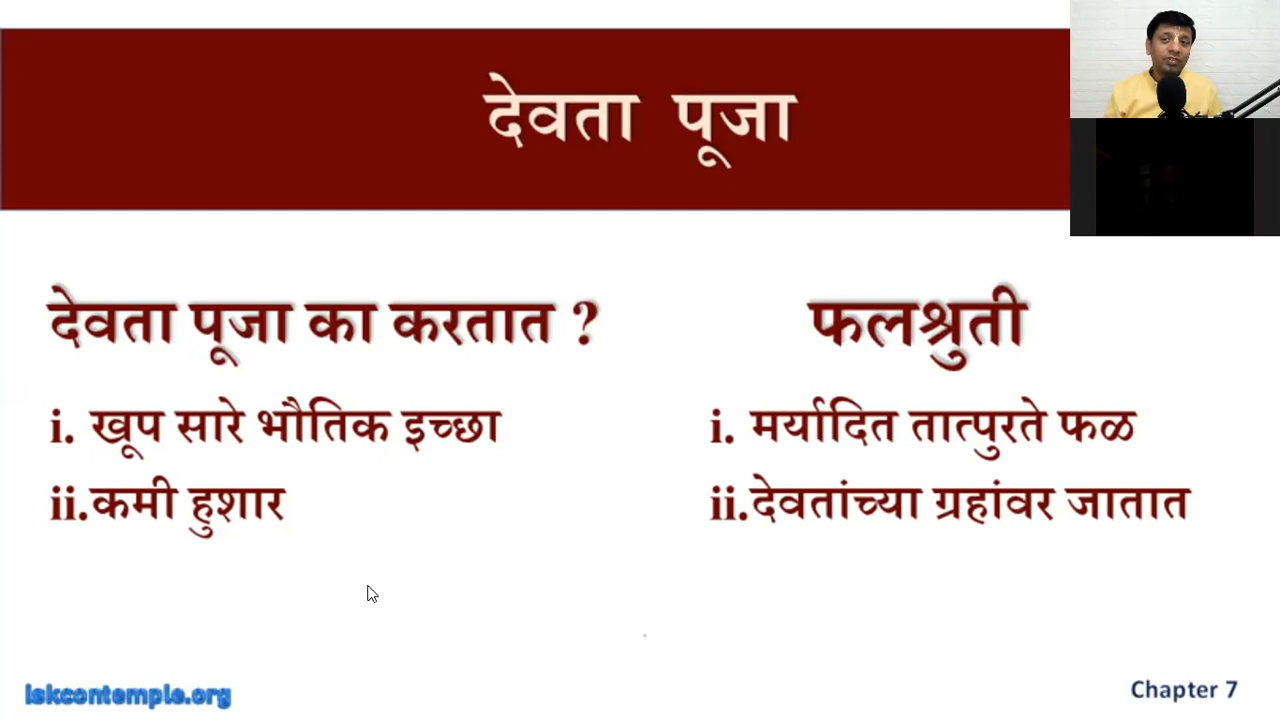 देवता पूजा
देवता पूजा का करतात ?
i. खूप सारे भौतिक इच्छा
ii.कमी हुशार
फलश्रुती
i. मर्यादित तात्पुरते फळ
ii.देवतांच्या ग्रहांवर जातात
iskcontemple.org
Chapter 7